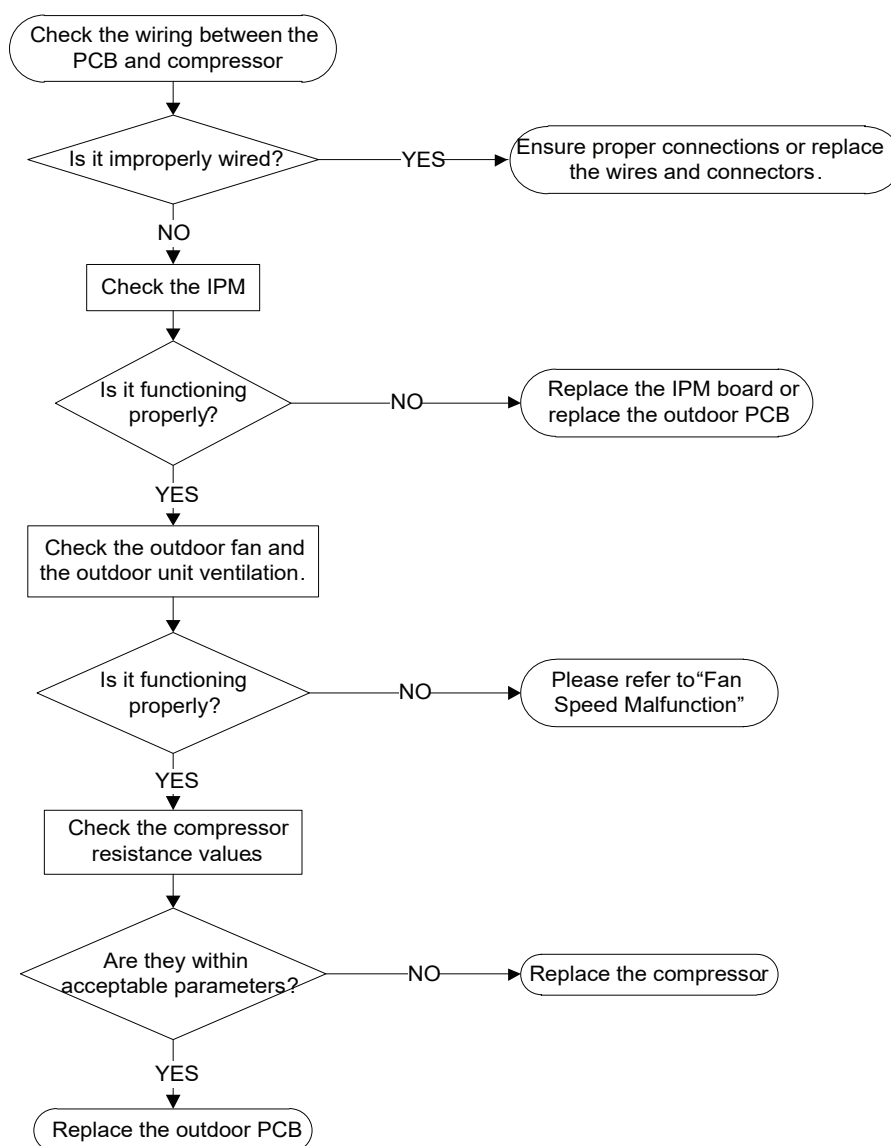 Check the wiring between the
PCB and compressor
Is it improperly wired?
YES
Ensure proper connections or replace
the wires and connectors.
NO
Check the IPM.
Is it functioning
properly?
NO
Replace the IPM board or
replace the outdoor PCB
YES
Check the outdoor fan and
the outdoor unit ventilation.
Is it functioning
properly?
NO
Please refer to “Fan
Speed Malfunction”
YES
Check the compressor
resistance values.
Are they within
acceptable parameters?
NO
Replace the compressor.
YES
Replace the outdoor PCB